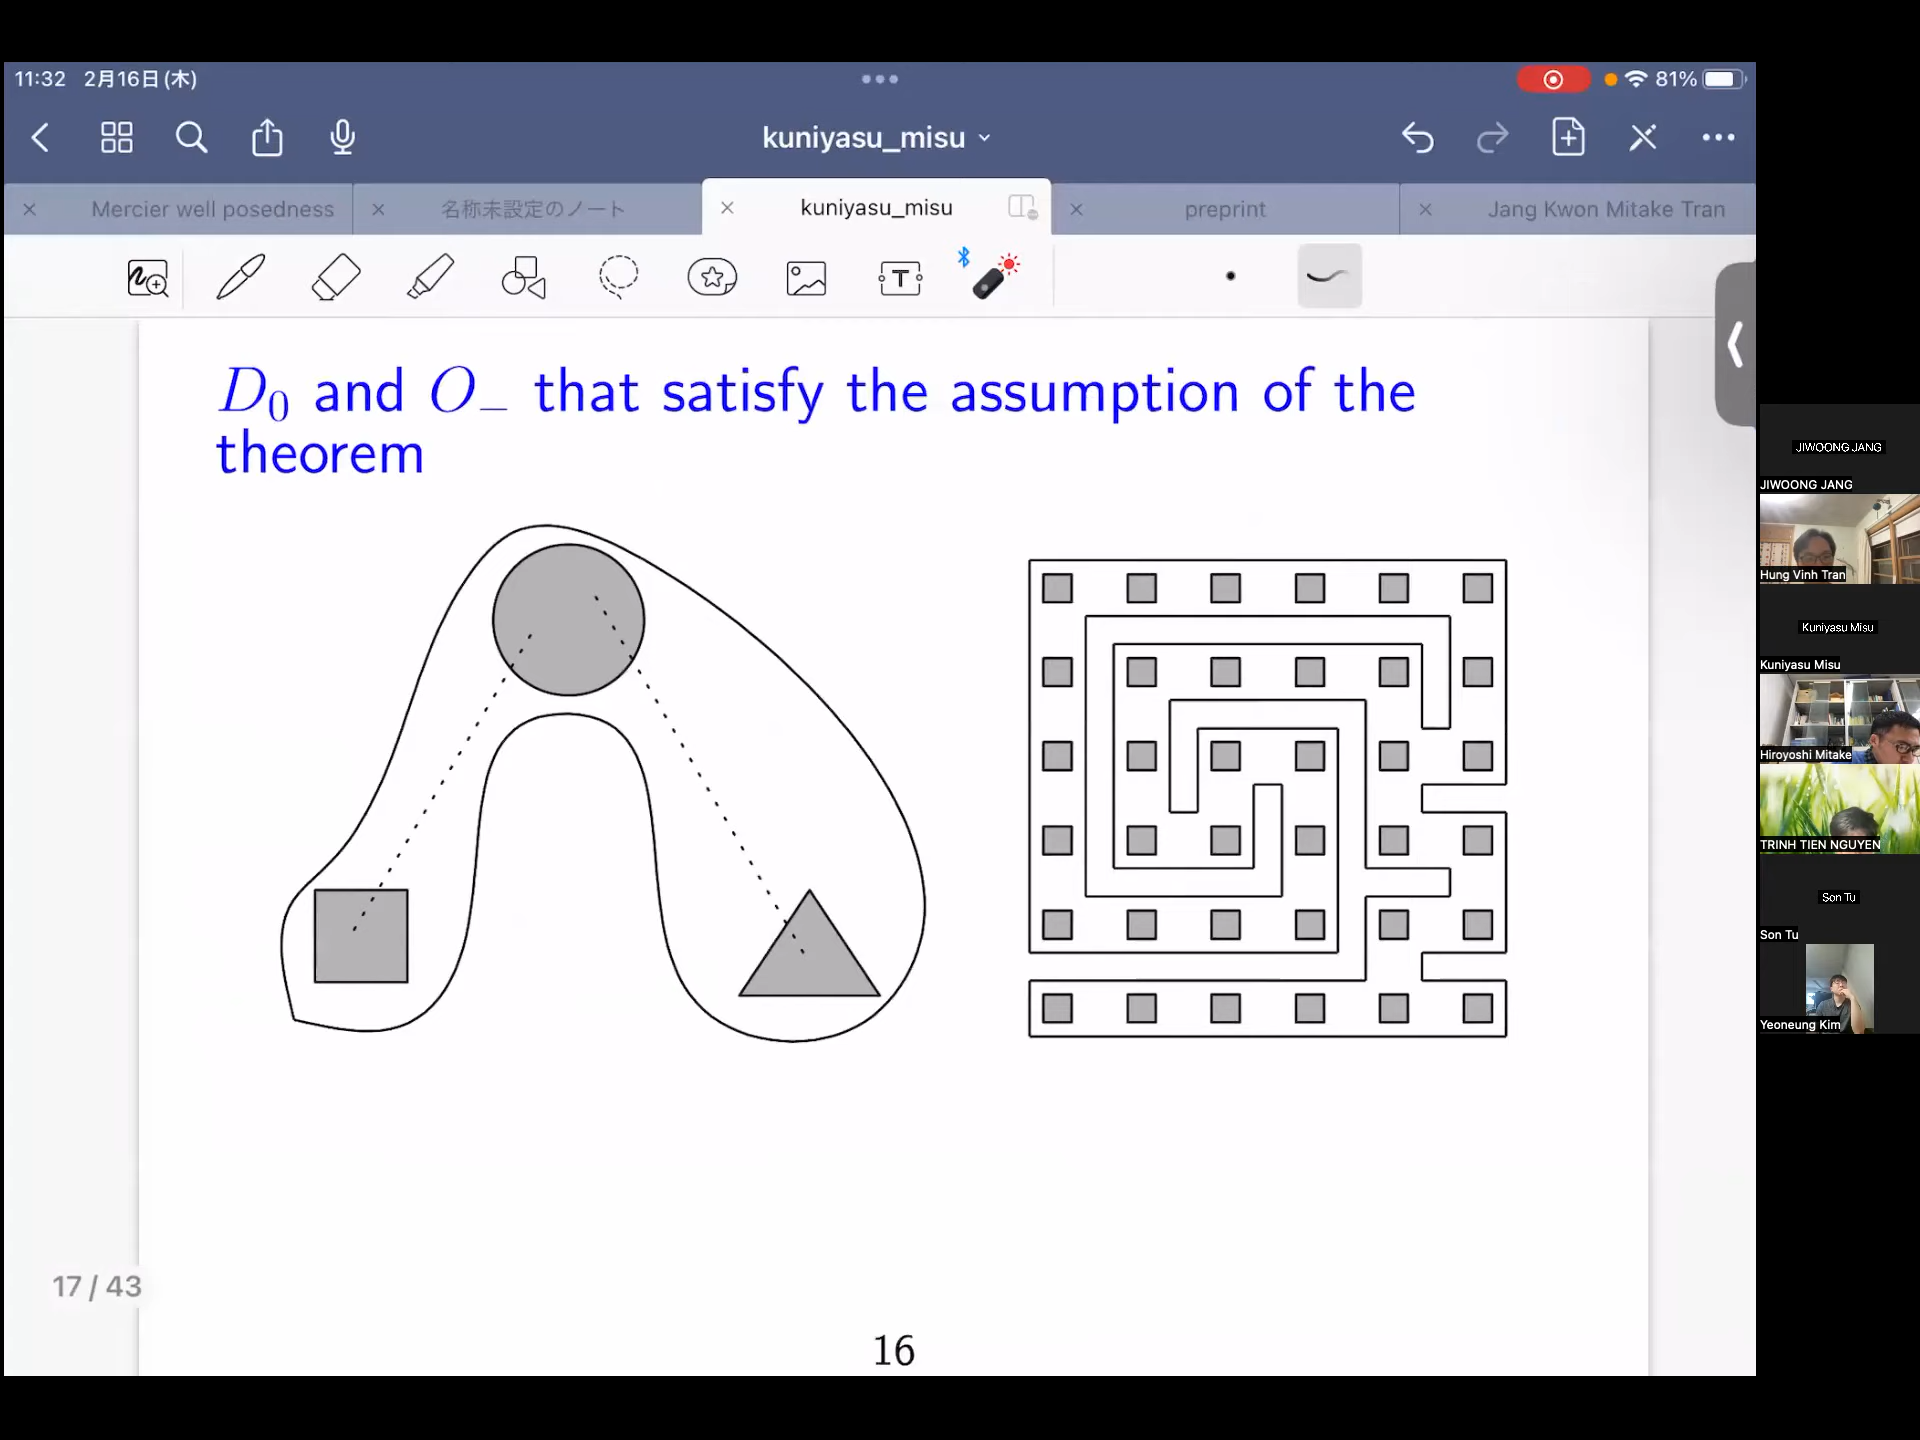 11:32 2月16日(木)
81%
kuniyasu_misu
Mercier well posedness
名称未設定のノート
kuniyasu_misu
preprint
Jang Kwon Mitake Tran
T
D₀ and O₋ that satisfy the assumption of the
theorem
17 / 43
16
JIWOONG JANG
JIWOONG JANG
Hung Vinh Tran
Kuniyasu Misu
Kuniyasu Misu
Hiroyoshi Mitake
TRINH TIEN NGUYEN
Son Tu
Son Tu
Yeoneung Kim